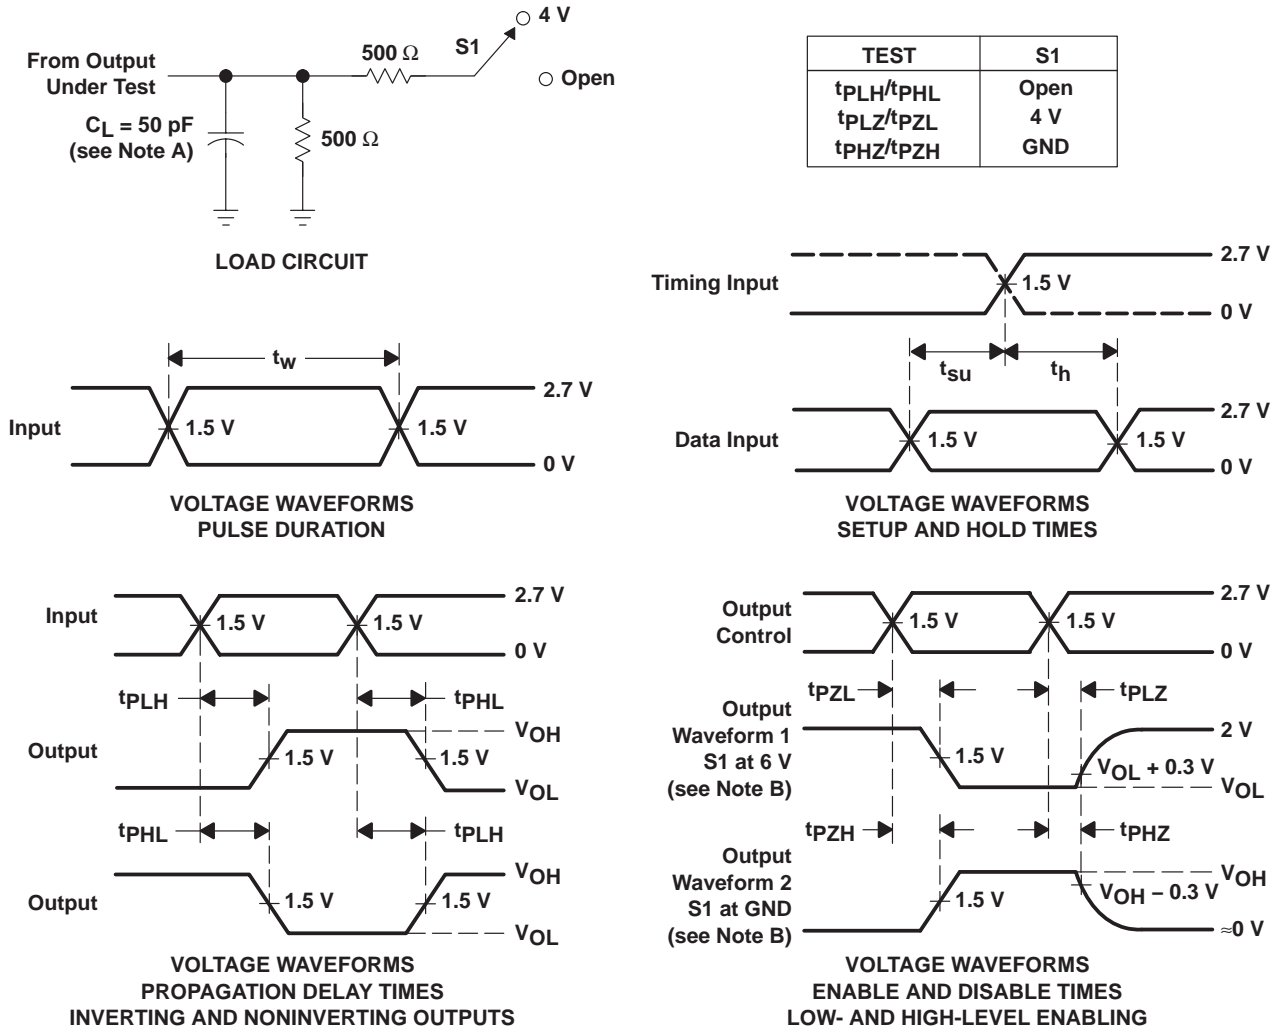 4 V
S1
500 Ω
From Output
Under Test
Open
CL = 50 pF
(see Note A)
500 Ω
LOAD CIRCUIT
TEST S1
tPLH/tPHL Open
tPLZ/tPZL 4 V
tPHZ/tPZH GND
2.7 V
Timing Input
1.5 V
0 V
tsu th
2.7 V
Data Input
1.5 V 1.5 V
0 V
VOLTAGE WAVEFORMS
SETUP AND HOLD TIMES
tw
2.7 V
Input
1.5 V 1.5 V
0 V
VOLTAGE WAVEFORMS
PULSE DURATION
2.7 V
Input
1.5 V 1.5 V
0 V
tPLH tPHL
VOH
Output
1.5 V 1.5 V
VOL
tPHL tPLH
VOH
Output
1.5 V 1.5 V
VOL
VOLTAGE WAVEFORMS
PROPAGATION DELAY TIMES
INVERTING AND NONINVERTING OUTPUTS
2.7 V
Output
Control
1.5 V 1.5 V
0 V
tPZL tPLZ
Output
Waveform 1
S1 at 6 V
(see Note B)
2 V
1.5 V
VOL + 0.3 V
VOL
tPZH tPHZ
Output
Waveform 2
S1 at GND
(see Note B)
VOH
1.5 V
VOH − 0.3 V
≈0 V
VOLTAGE WAVEFORMS
ENABLE AND DISABLE TIMES
LOW- AND HIGH-LEVEL ENABLING